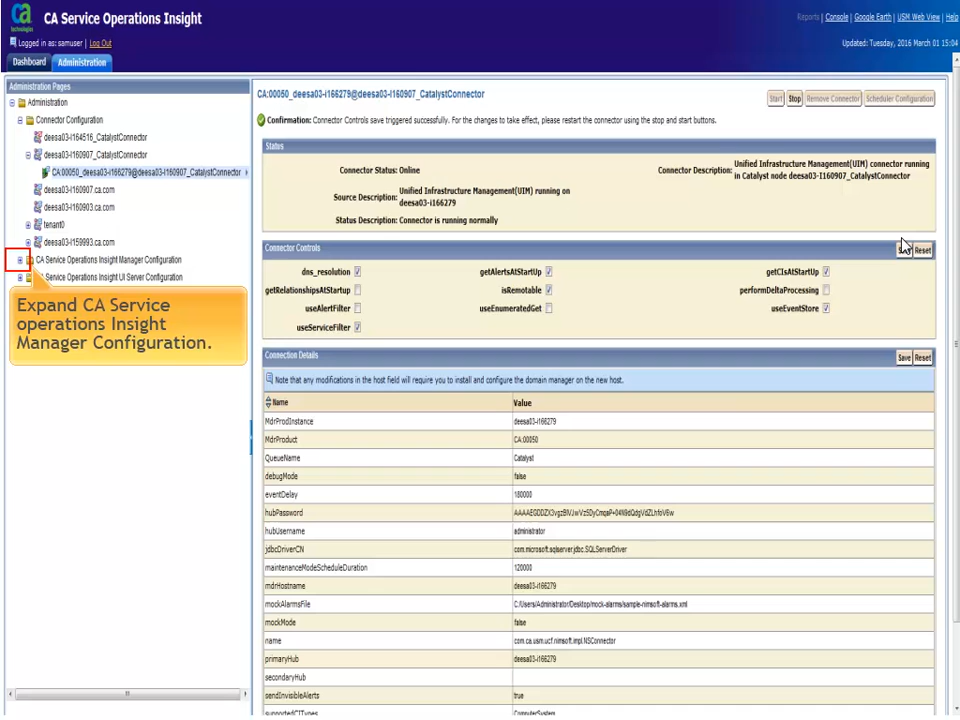 ca
technologies
CA Service Operations Insight
Reports | Console | Google Earth | USM Web View | Help
Logged in as: samuser | Log Out
Updated: Tuesday, 2016 March 01 15:04
Dashboard
Administration
Administration Pages
Administration
Connector Configuration
deesa03-I164516_CatalystConnector
deesa03-I160907_CatalystConnector
CA:00050_deesa03-I166279@deesa03-I160907_CatalystConnector
deesa03-I160907.ca.com
deesa03-I160903.ca.com
tenant0
deesa03-I159993.ca.com
CA Service Operations Insight Manager Configuration
Service Operations Insight UI Server Configuration
Expand CA Service
operations Insight
Manager Configuration.
CA:00050_deesa03-I166279@deesa03-I160907_CatalystConnector
Start Stop Remove Connector Scheduler Configuration
Confirmation: Connector Controls save triggered successfully. For the changes to take effect, please restart the connector using the stop and start buttons.
Status
Connector Status: Online
Connector Description: Unified Infrastructure Management(UIM) connector running
in Catalyst node deesa03-I160907_CatalystConnector
Source Description: Unified Infrastructure Management(UIM) running on
deesa03-i166279
Status Description: Connector is running normally
Connector Controls
Reset
dns_resolution getAlertsAtStartUp getCIsAtStartUp
getRelationshipsAtStartup isRemotable performDeltaProcessing
useAlertFilter useEnumeratedGet useEventStore
useServiceFilter
Connection Details
Save Reset
Note that any modifications in the host field will require you to install and configure the domain manager on the new host.
Name Value
MdrProdInstance deesa03-i166279
MdrProduct CA:00050
QueueName Catalyst
debugMode false
eventDelay 180000
hubPassword
hubUsername administrator
jdbcDriverCN com.microsoft.sqlserver.jdbc.SQLServerDriver
maintenanceModeScheduleDuration 120000
mdrHostname deesa03-i166279
mockAlarmsFile C:/Users/Administrator/Desktop/mock-alarms/sample-nimsoft-alarms.xml
mockMode false
name com.ca.usm.ucf.nimsoft.impl.NSConnector
primaryHub deesa03-i166279
secondaryHub
sendInvisibleAlerts true
supportedCITypes ComputerSystem